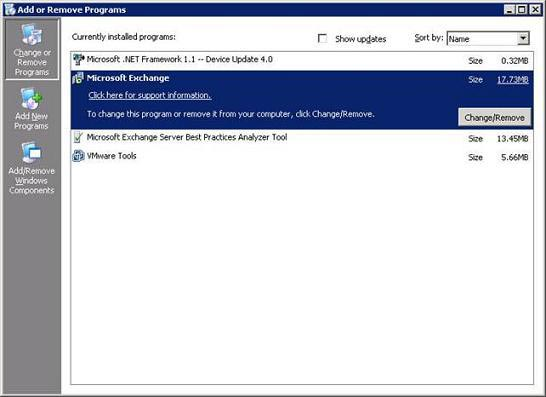 Add or Remove Programs
Change or
Remove
Programs
Add New
Programs
Add/Remove
Windows
Components
Currently installed programs:
Show updates
Sort by: Name
Microsoft .NET Framework 1.1 -- Device Update 4.0 Size 0.32MB
Microsoft Exchange Size 17.73MB
Click here for support information.
To change this program or remove it from your computer, click Change/Remove.
Change/Remove
Microsoft Exchange Server Best Practices Analyzer Tool Size 13.45MB
VMware Tools Size 5.66MB